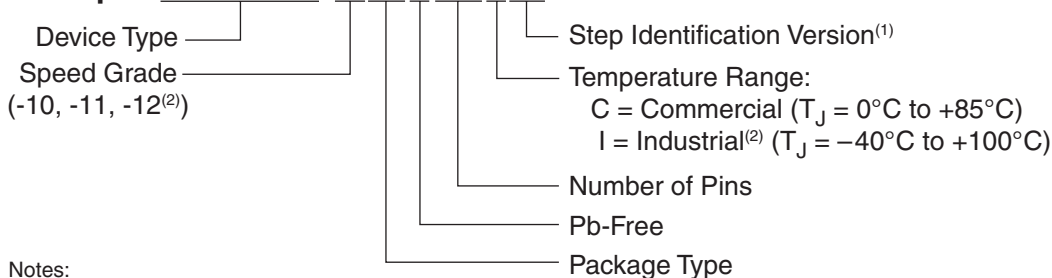 Device Type
Step Identification Version(1)
Speed Grade
(-10, -11, -12(2))
Temperature Range:
C = Commercial (TJ = 0°C to +85°C)
I = Industrial(2) (TJ = −40°C to +100°C)
Number of Pins
Pb-Free
Package Type
Notes: